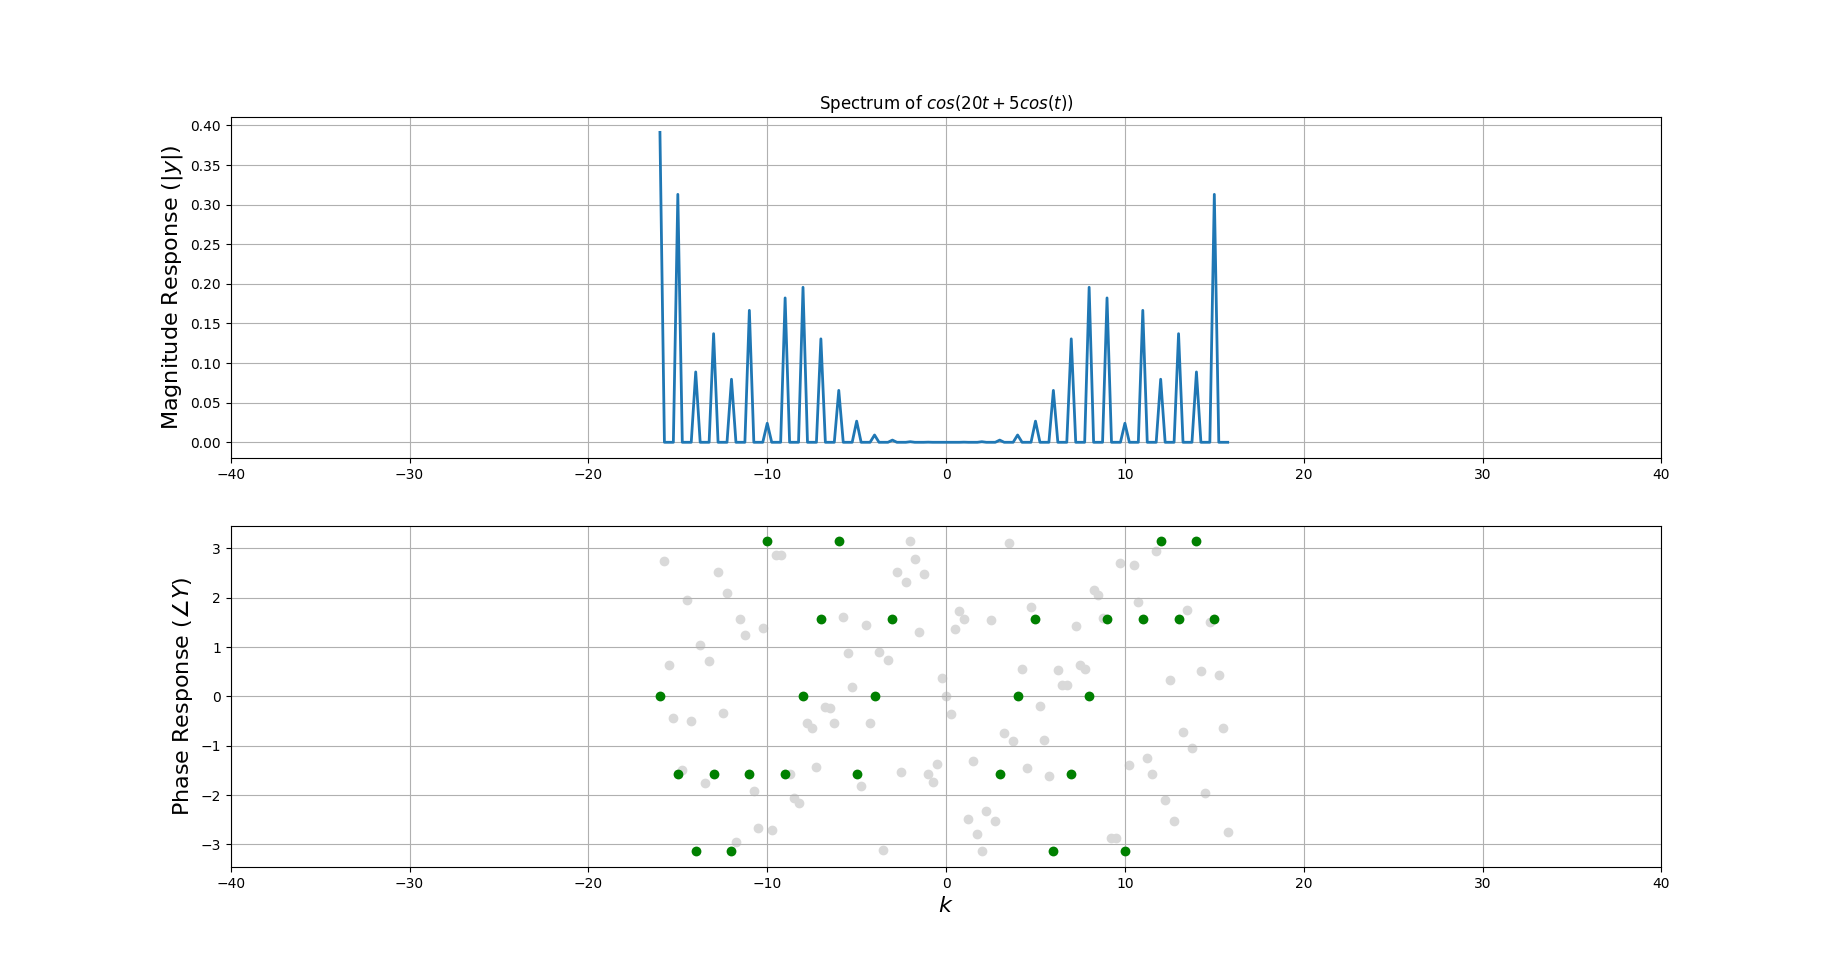 Spectrum of cos(20t + 5cos(t))
Magnitude Response (|y|)
0.40
0.35
0.30
0.25
0.20
0.15
0.10
0.05
0.00
−40 −30 −20 −10 0 10 20 30 40
Phase Response (∠Y)
3
2
1
0
−1
−2
−3
−40 −30 −20 −10 0 10 20 30 40
k